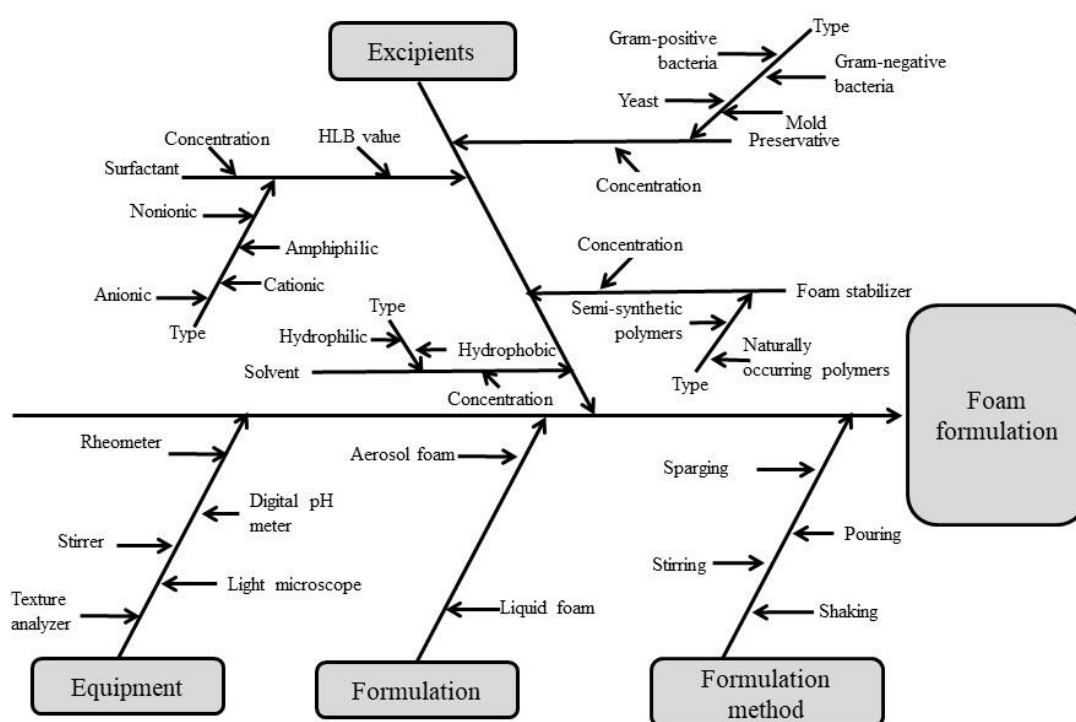 Excipients
Type
Gram-positive
bacteria
Gram-negative
bacteria
Yeast
Mold
Preservative
Concentration
Concentration
HLB value
Surfactant
Nonionic
Amphiphilic
Cationic
Anionic
Type
Concentration
Foam stabilizer
Semi-synthetic
polymers
Naturally
occurring polymers
Type
Type
Hydrophilic
Hydrophobic
Solvent
Concentration
Foam
formulation
Rheometer
Digital pH
meter
Stirrer
Light microscope
Texture
analyzer
Equipment
Aerosol foam
Liquid foam
Formulation
Sparging
Pouring
Stirring
Shaking
Formulation
method